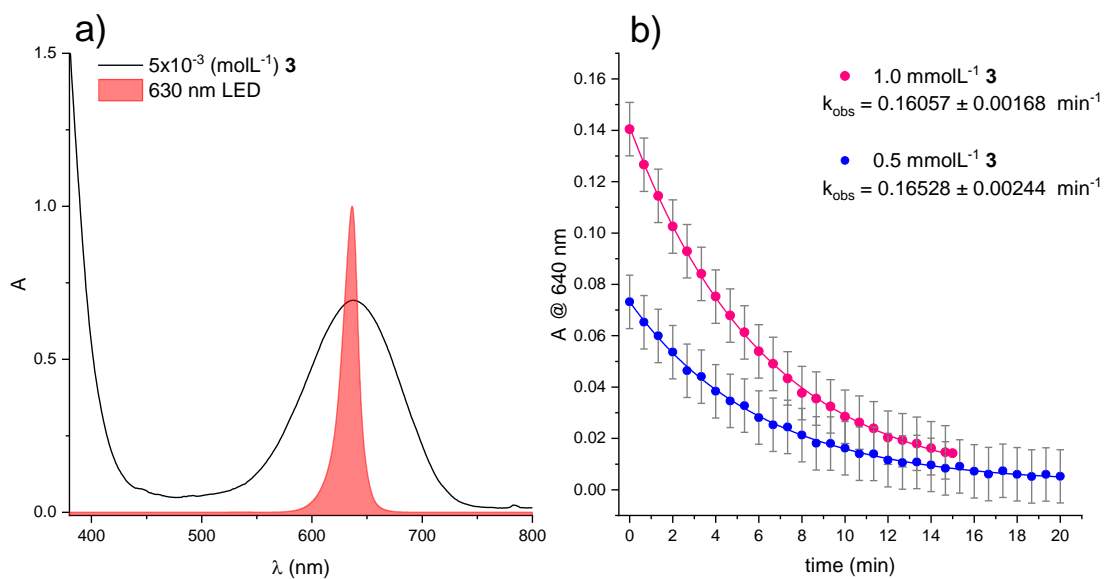 a)
5x10⁻³ (molL⁻¹) 3
630 nm LED
1.5
1.0
0.5
0.0
A
400
500
600
700
800
λ (nm)
b)
1.0 mmolL⁻¹ 3
k_obs = 0.16057 ± 0.00168 min⁻¹
0.5 mmolL⁻¹ 3
k_obs = 0.16528 ± 0.00244 min⁻¹
0.16
0.14
0.12
0.10
0.08
0.06
0.04
0.02
0.00
A @ 640 nm
0
2
4
6
8
10
12
14
16
18
20
time (min)